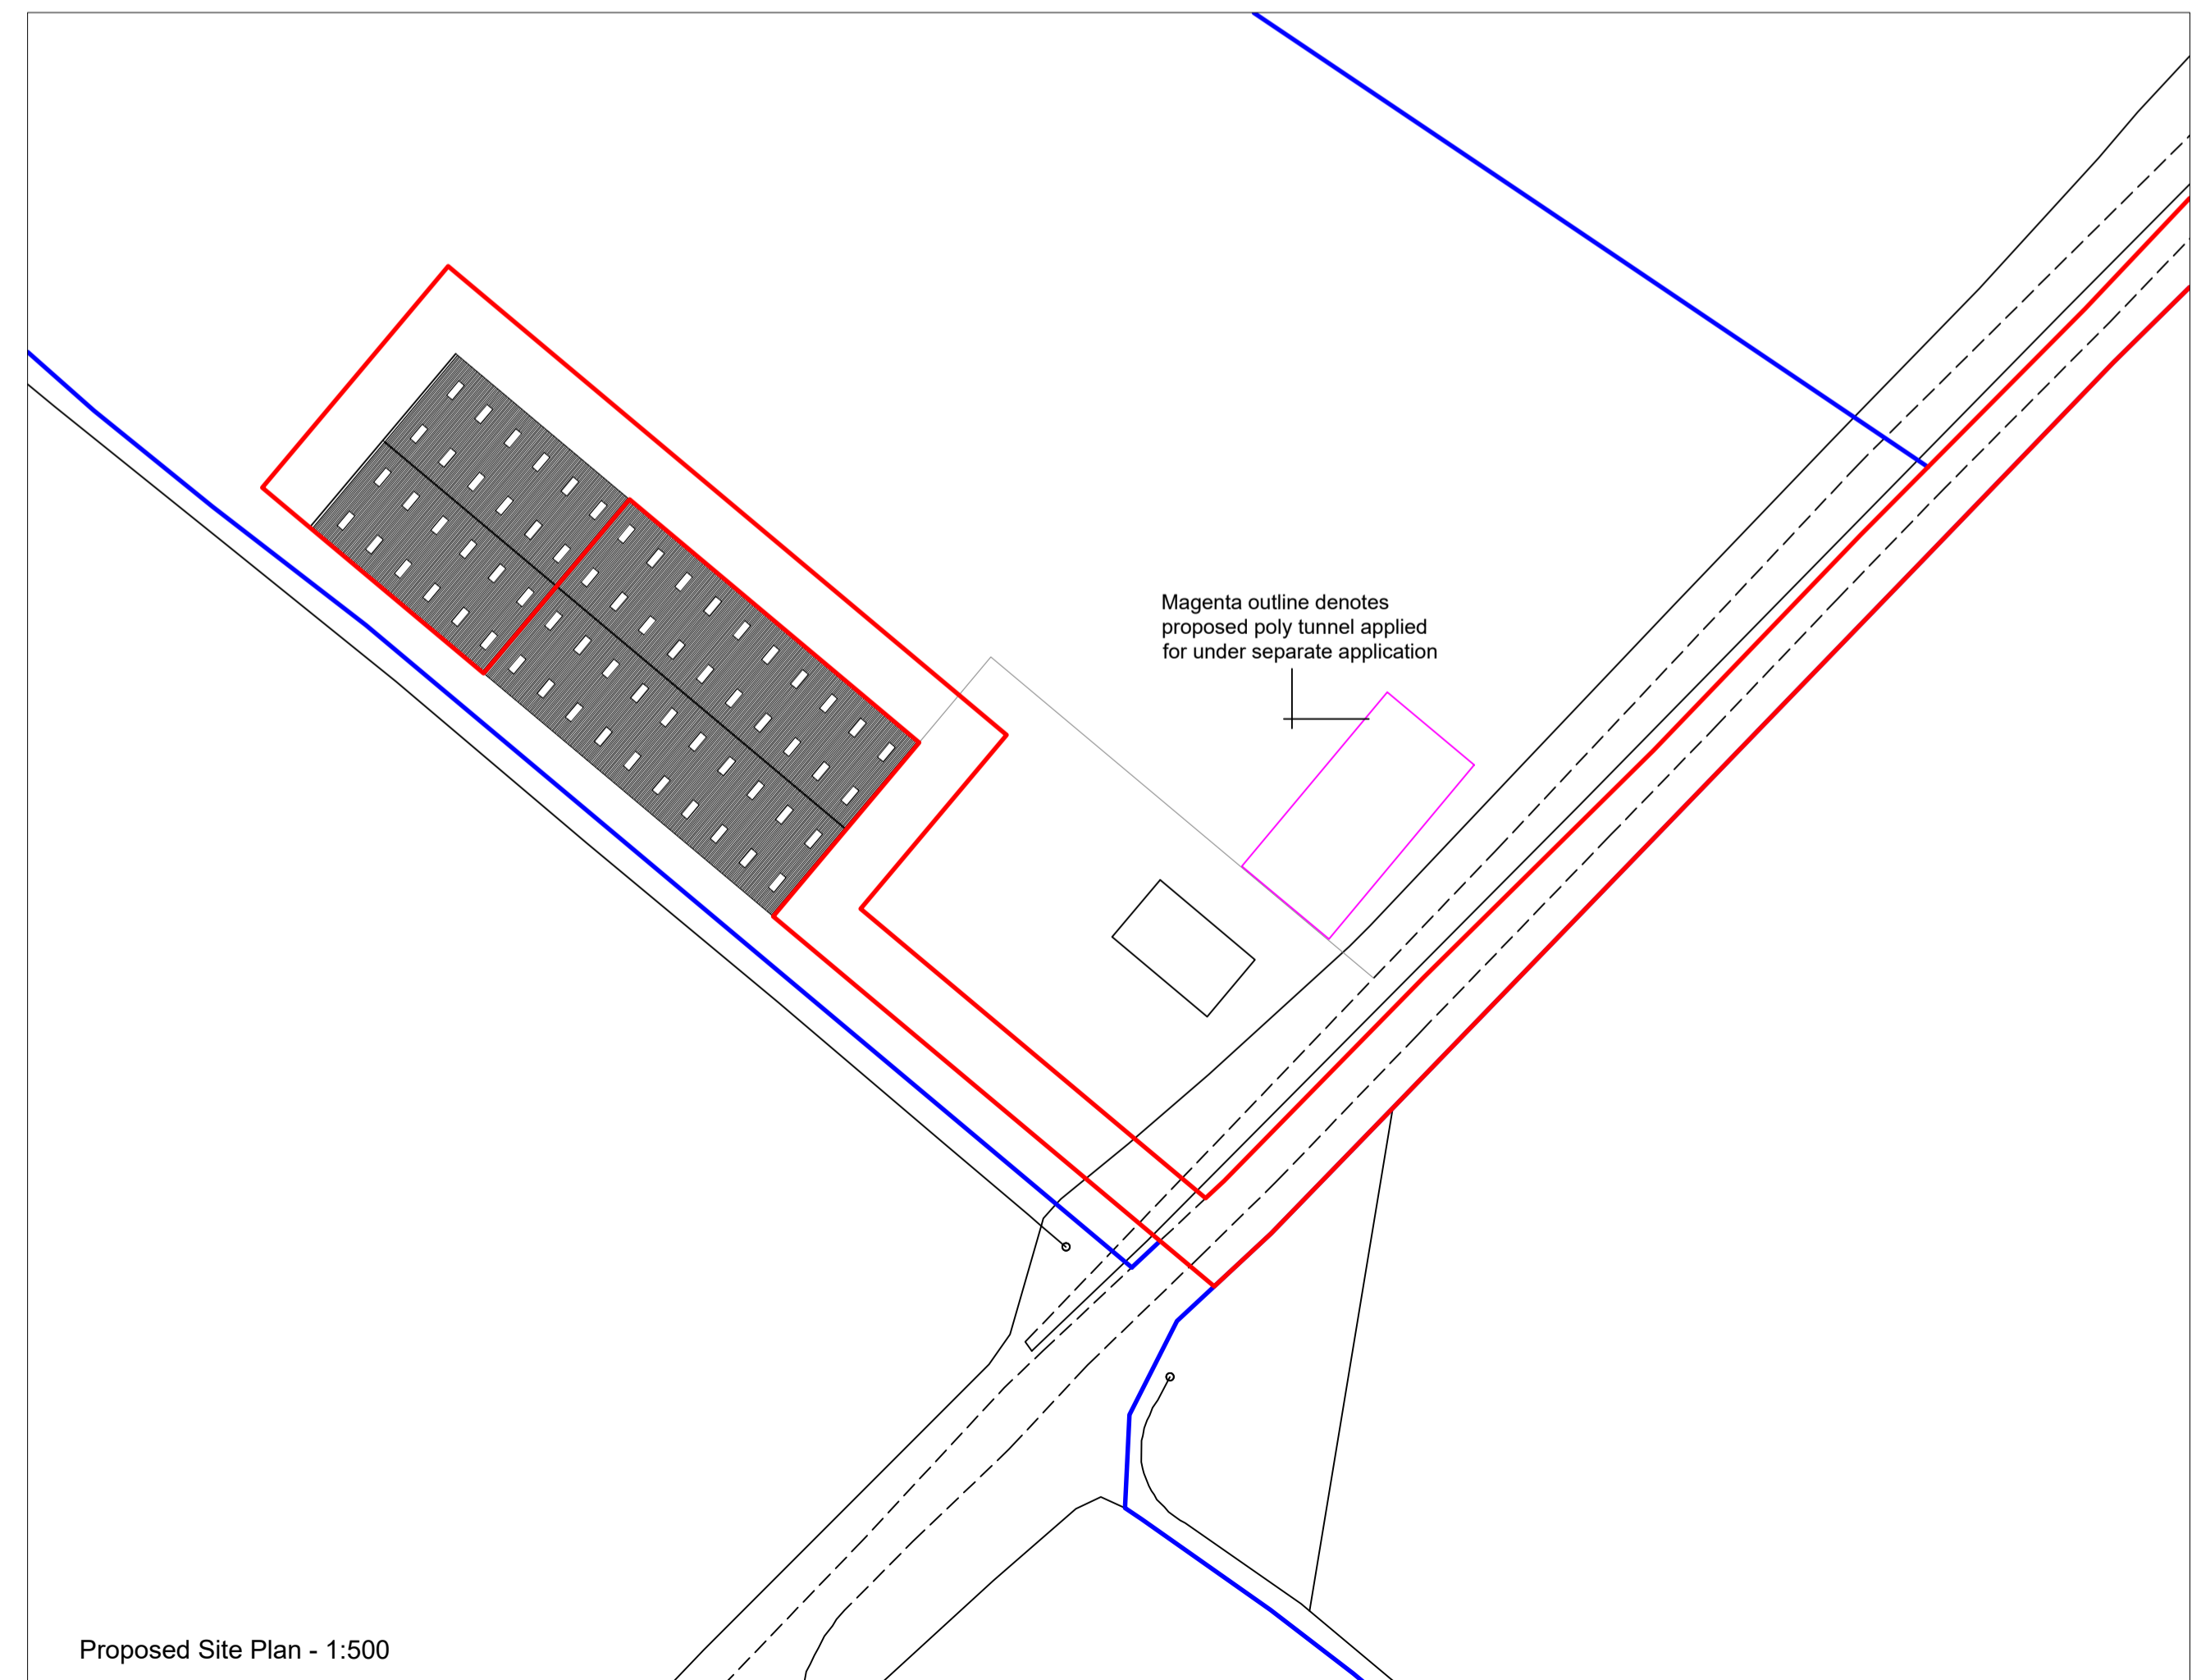 Magenta outline denotes
proposed poly tunnel applied
for under separate application
Proposed Site Plan - 1:500